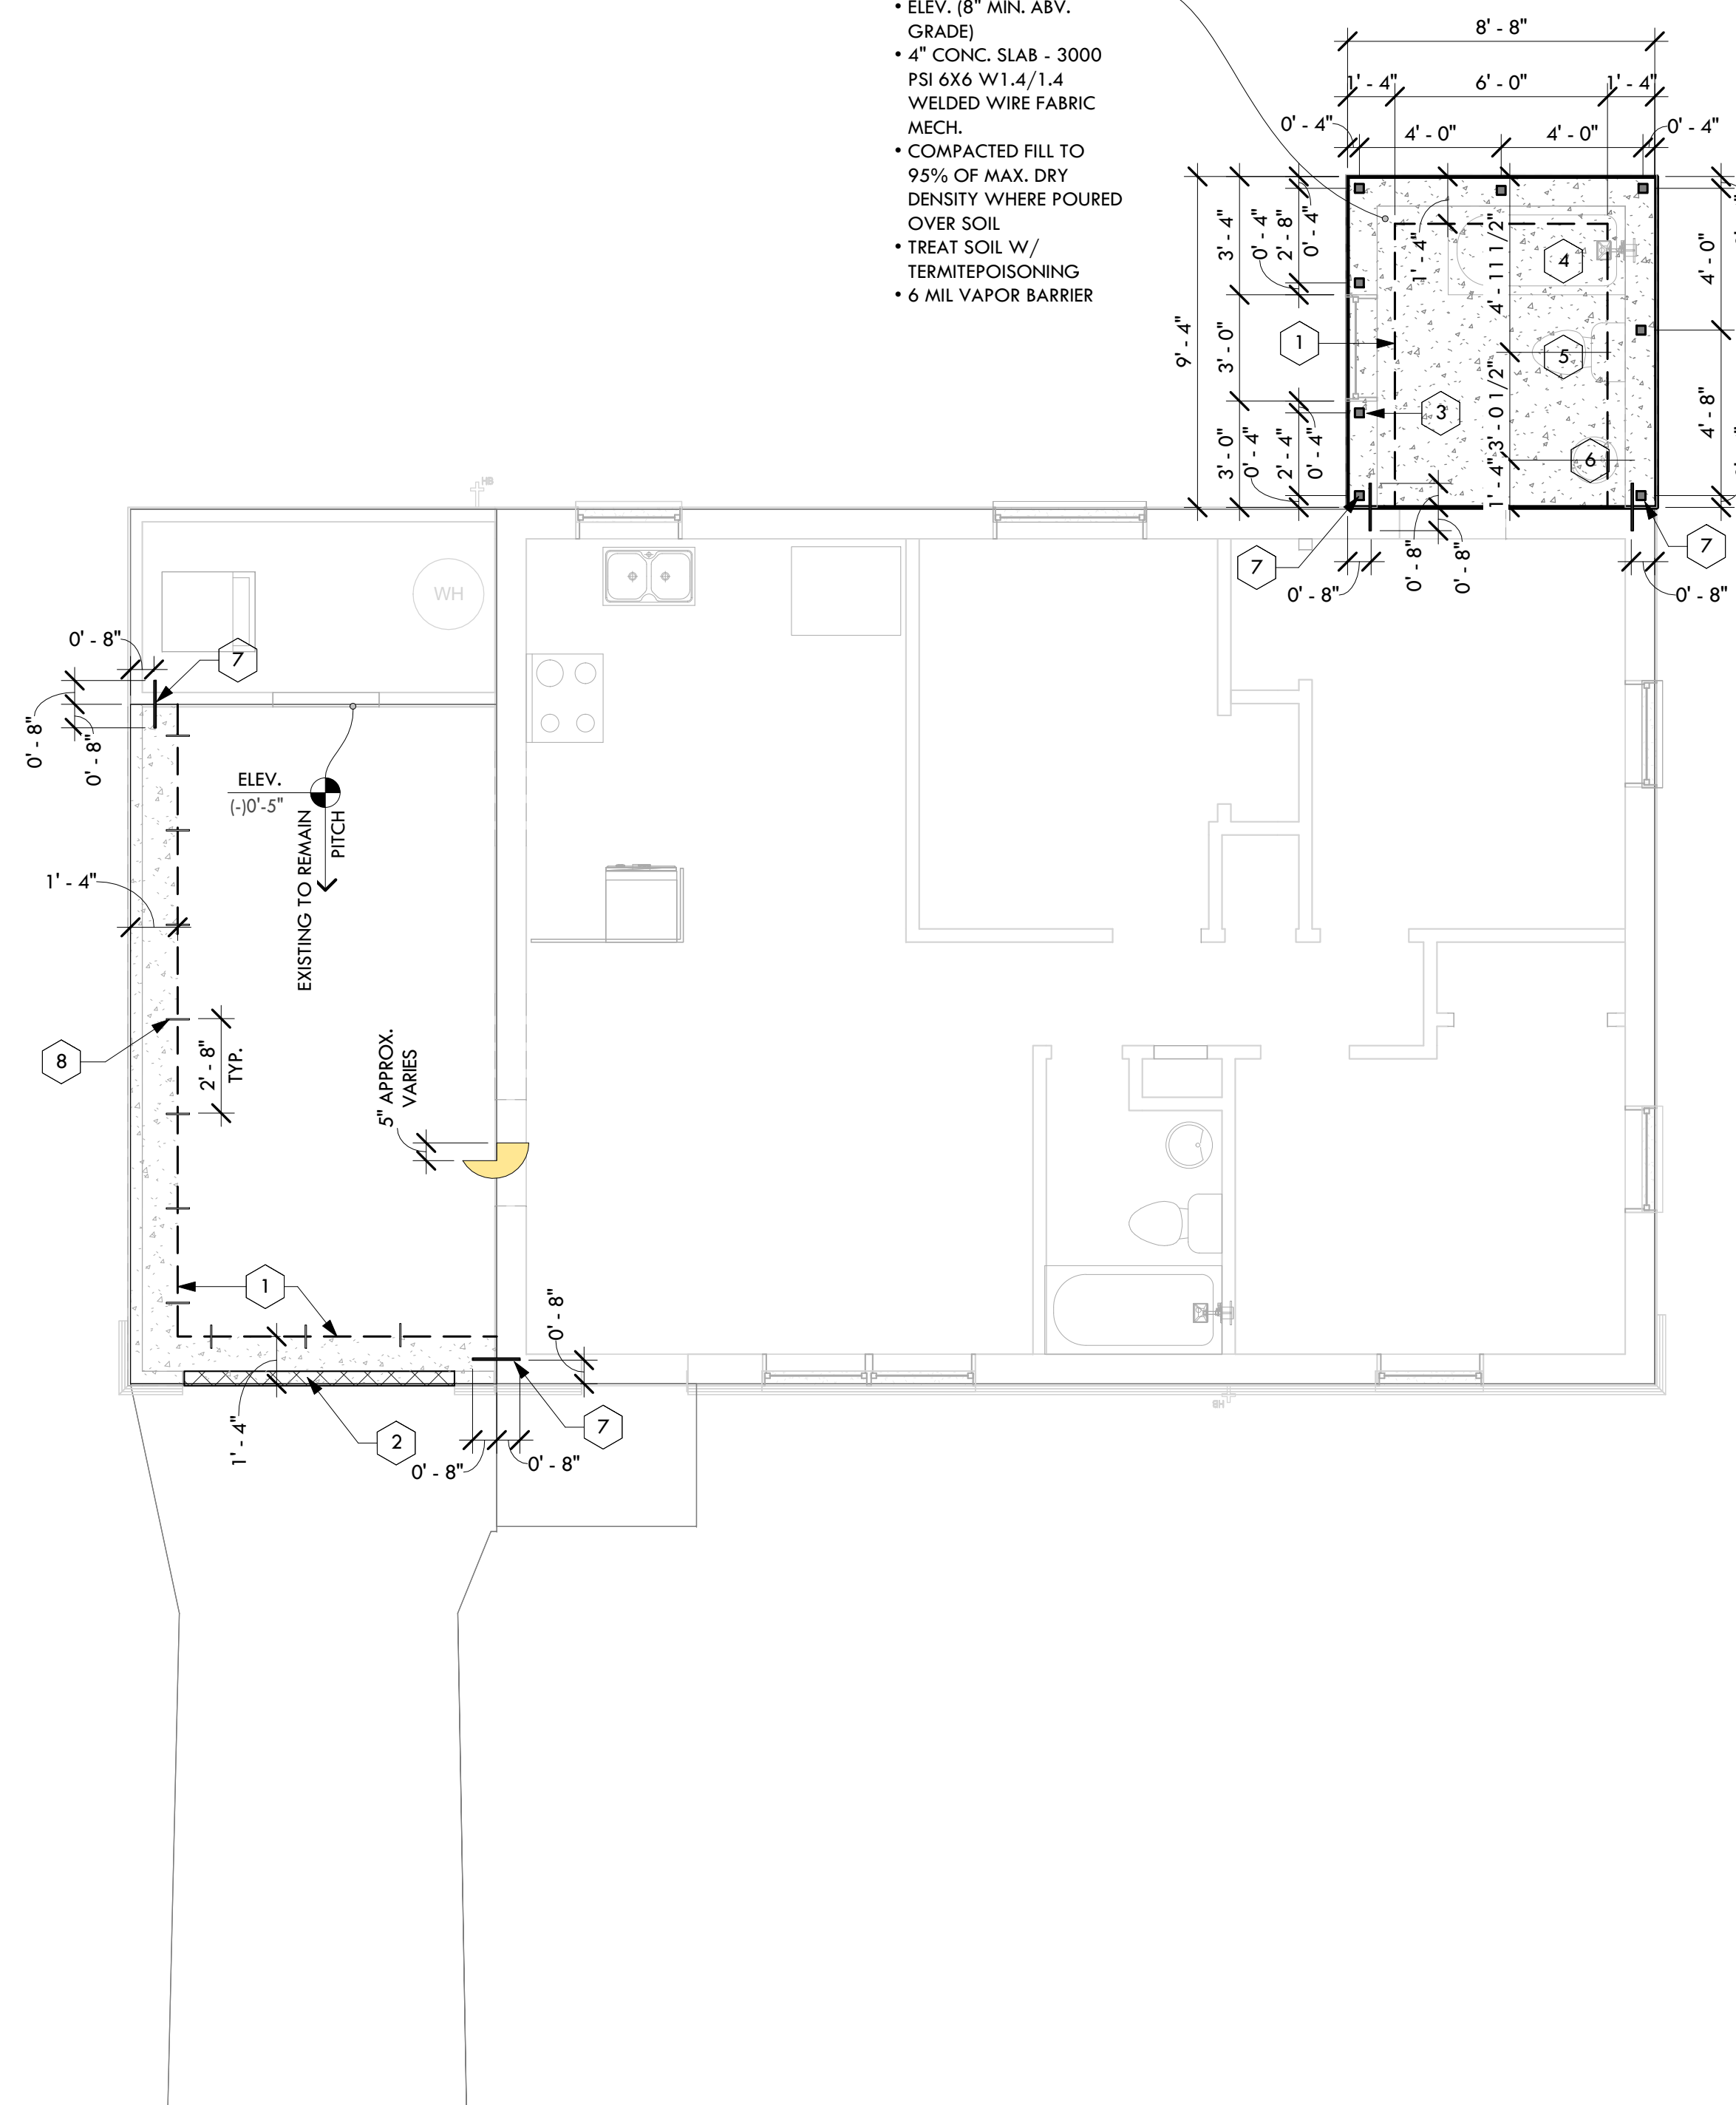 • ELEV. (8" MIN. ABV.
GRADE)
• 4" CONC. SLAB - 3000
PSI 6X6 W1.4/1.4
WELDED WIRE FABRIC
MECH.
• COMPACTED FILL TO
95% OF MAX. DRY
DENSITY WHERE POURED
OVER SOIL
• TREAT SOIL W/
TERMITEPOISONING
• 6 MIL VAPOR BARRIER
8' - 8"
1' - 4"
6' - 0"
1' - 4"
0' - 4"
4' - 0"
4' - 0"
0' - 4"
9' - 4"
3' - 4"
3' - 0"
3' - 0"
0' - 4"
2' - 8"
0' - 4"
0' - 4"
2' - 4"
0' - 4"
1' - 4"
4' - 11 1/2"
3' - 0 1/2"
1' - 4"
4' - 0"
4' - 8"
1
3
4
5
6
7
7
0' - 8"
0' - 8"
0' - 8"
0' - 8"
HB
WH
0' - 8"
7
0' - 8"
0' - 8"
ELEV.
(-)0'-5"
EXISTING TO REMAIN
PITCH
1' - 4"
8
2' - 8"
TYP.
5" APPROX.
VARIES
1
0' - 8"
1' - 4"
2
7
0' - 8"
0' - 8"
HB